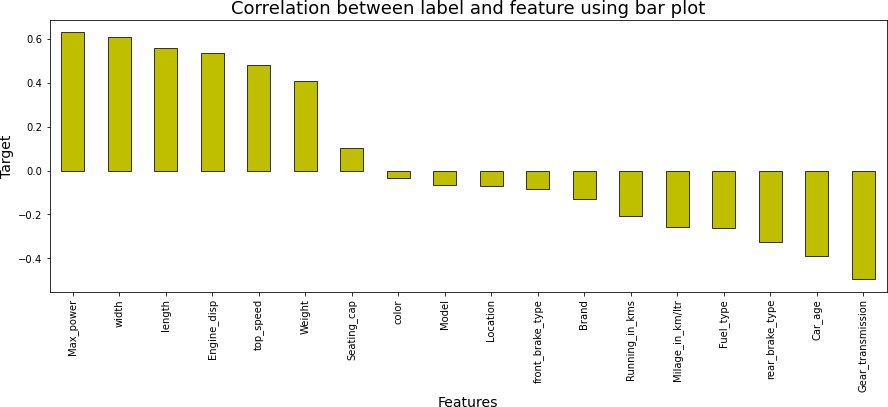 Correlation between label and feature using bar plot
Target
0.6
0.4
0.2
0.0
−0.2
−0.4
Max_power
width
length
Engine_disp
top_speed
Weight
Seating_cap
color
Model
Location
front_brake_type
Brand
Running_in_kms
Milage_in_km/ltr
Fuel_type
rear_brake_type
Car_age
Gear_transmission
Features